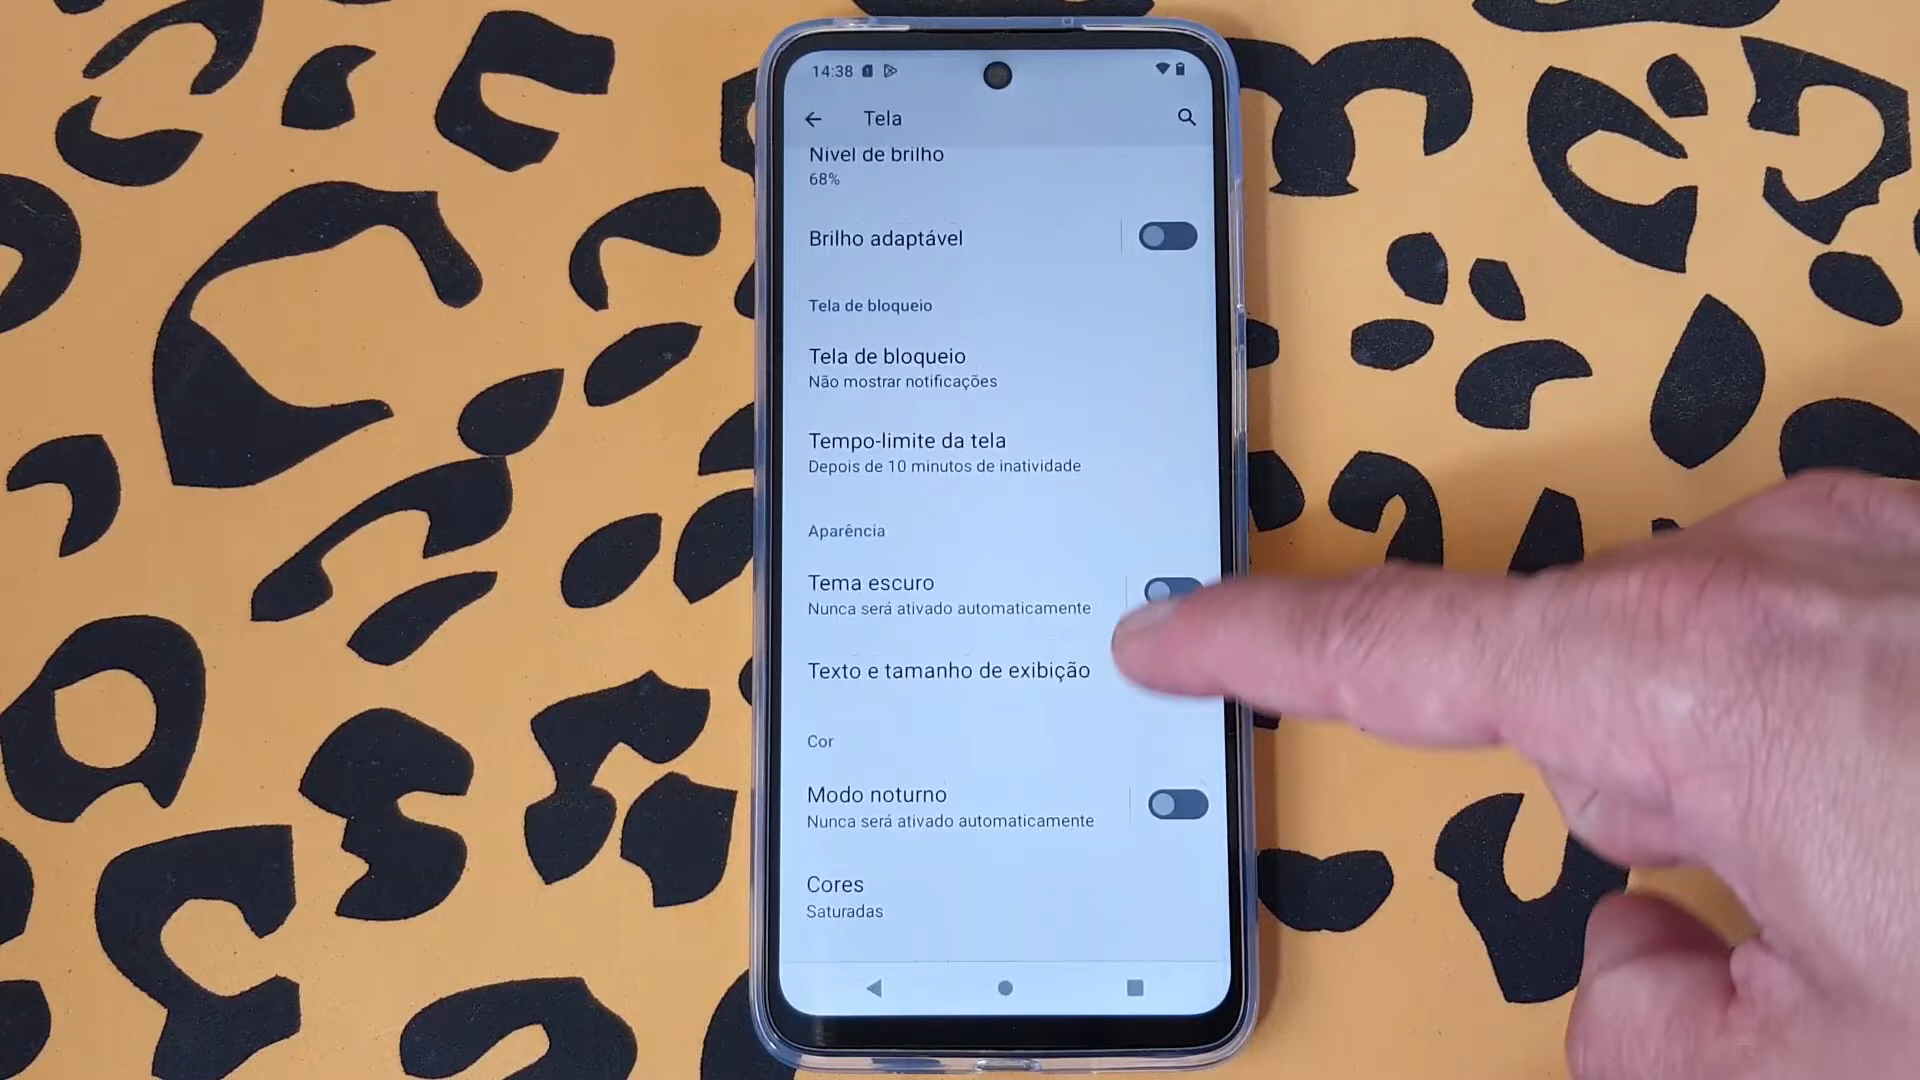 14:38
Tela
Nível de brilho
68%
Brilho adaptável
Tela de bloqueio
Tela de bloqueio
Não mostrar notificações
Tempo-limite da tela
Depois de 10 minutos de inatividade
Aparência
Tema escuro
Nunca será ativado automaticamente
Texto e tamanho de exibição
Cor
Modo noturno
Nunca será ativado automaticamente
Cores
Saturadas